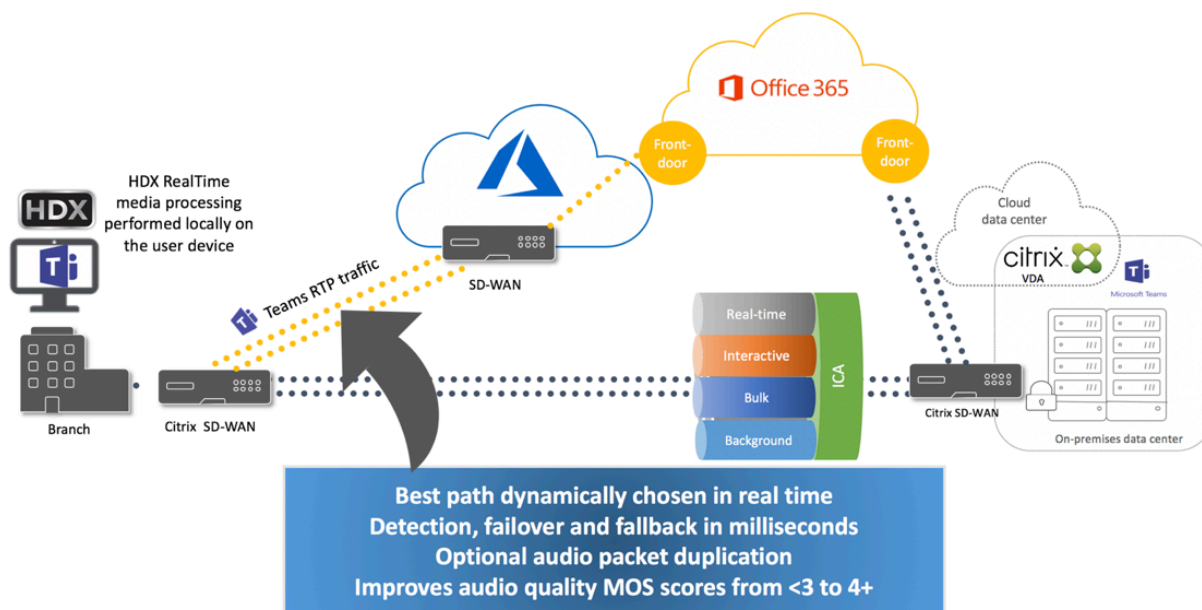 Office 365
Front-
door
Front-
door
HDX RealTime
media processing
performed locally on
the user device
HDX
Ti
Cloud
data center
SD-WAN
Ti
Teams RTP traffic
citrix
VDA
Ti
Microsoft Teams
Real-time
Interactive
Bulk
Background
ICA
Branch
Citrix SD-WAN
Citrix SD-WAN
On-premises data center
Best path dynamically chosen in real time
Detection, failover and fallback in milliseconds
Optional audio packet duplication
Improves audio quality MOS scores from <3 to 4+